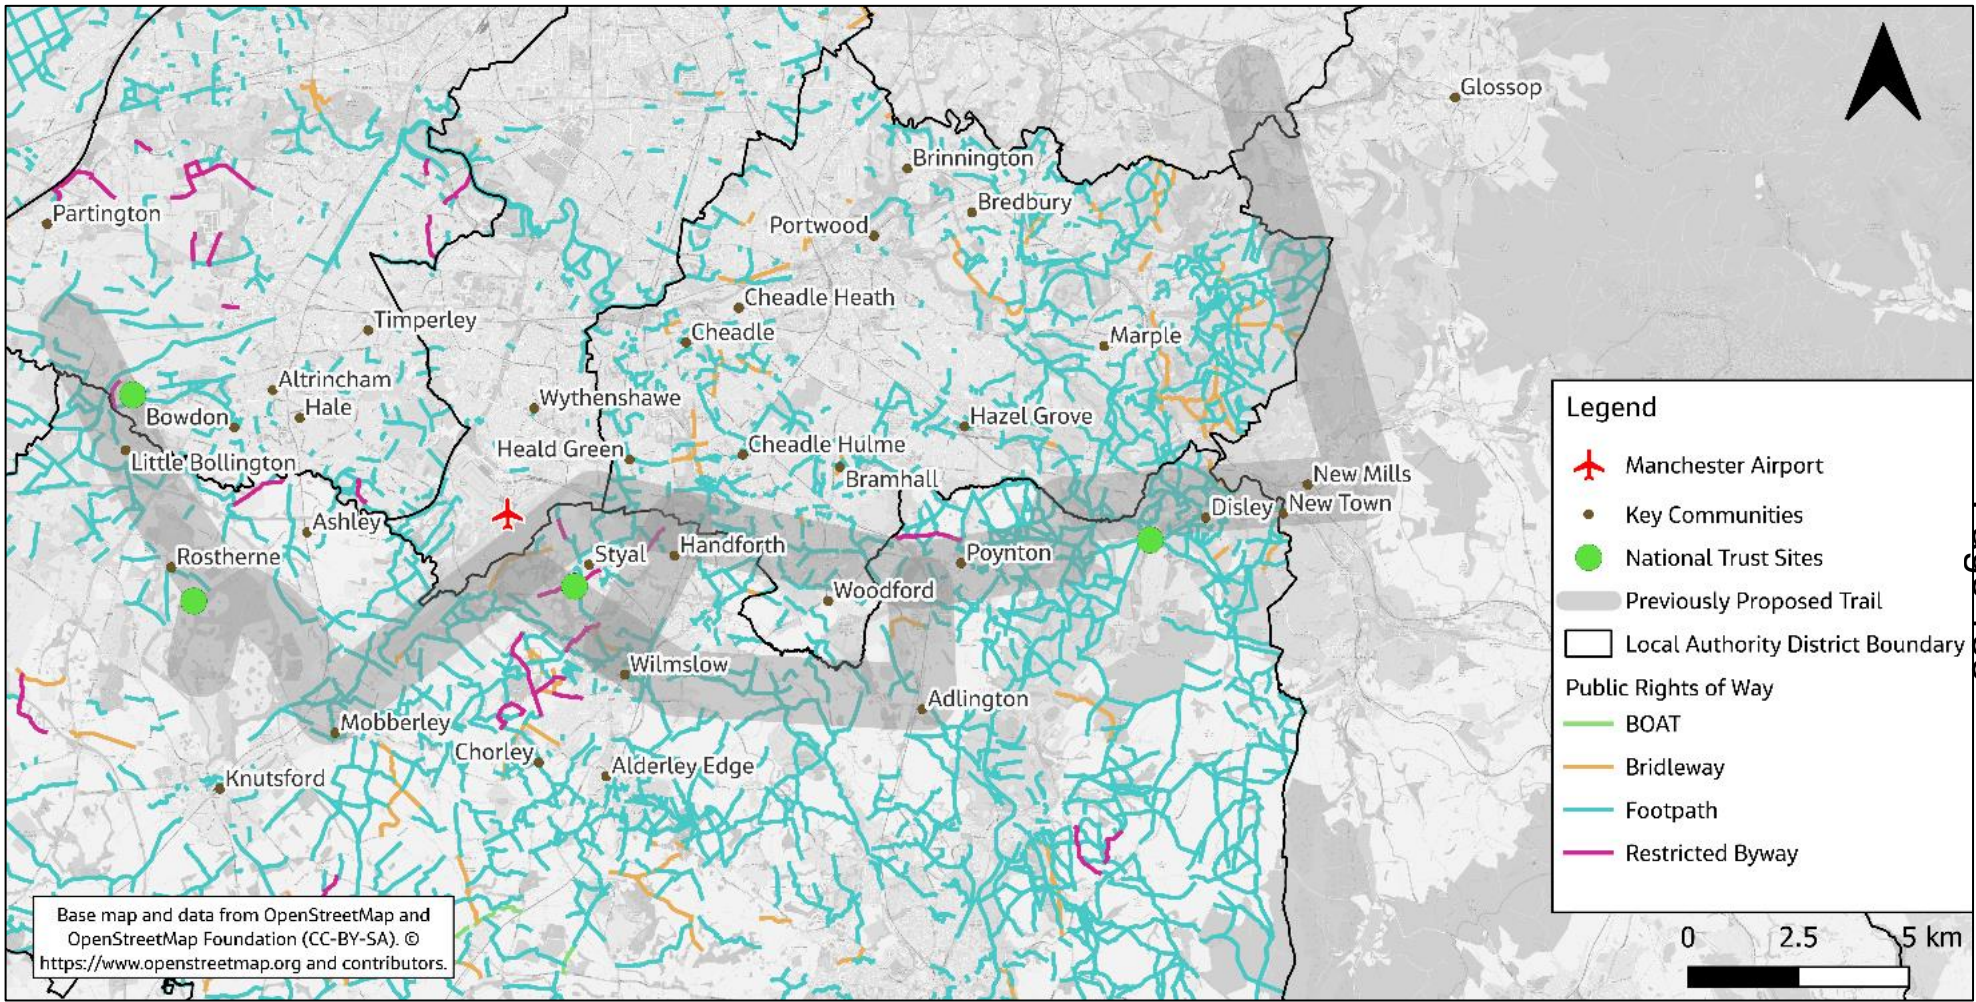 Glossop
Brinnington
Bredbury
Partington
Portwood
Cheadle Heath
Timperley
Cheadle
Marple
Altrincham
Hale
Wythenshawe
Bowdon
Hazel Grove
Heald Green
Cheadle Hulme
Little Bollington
Bramhall
New Mills
New Town
Disley
Ashley
Rostherne
Styal
Handforth
Poynton
Woodford
Wilmslow
Adlington
Mobberley
Chorley
Alderley Edge
Knutsford
Legend
Manchester Airport
Key Communities
National Trust Sites
Previously Proposed Trail
Local Authority District Boundary
Public Rights of Way
BOAT
Bridleway
Footpath
Restricted Byway
0 2.5 5 km
Base map and data from OpenStreetMap and
OpenStreetMap Foundation (CC-BY-SA). ©
https://www.openstreetmap.org and contributors.